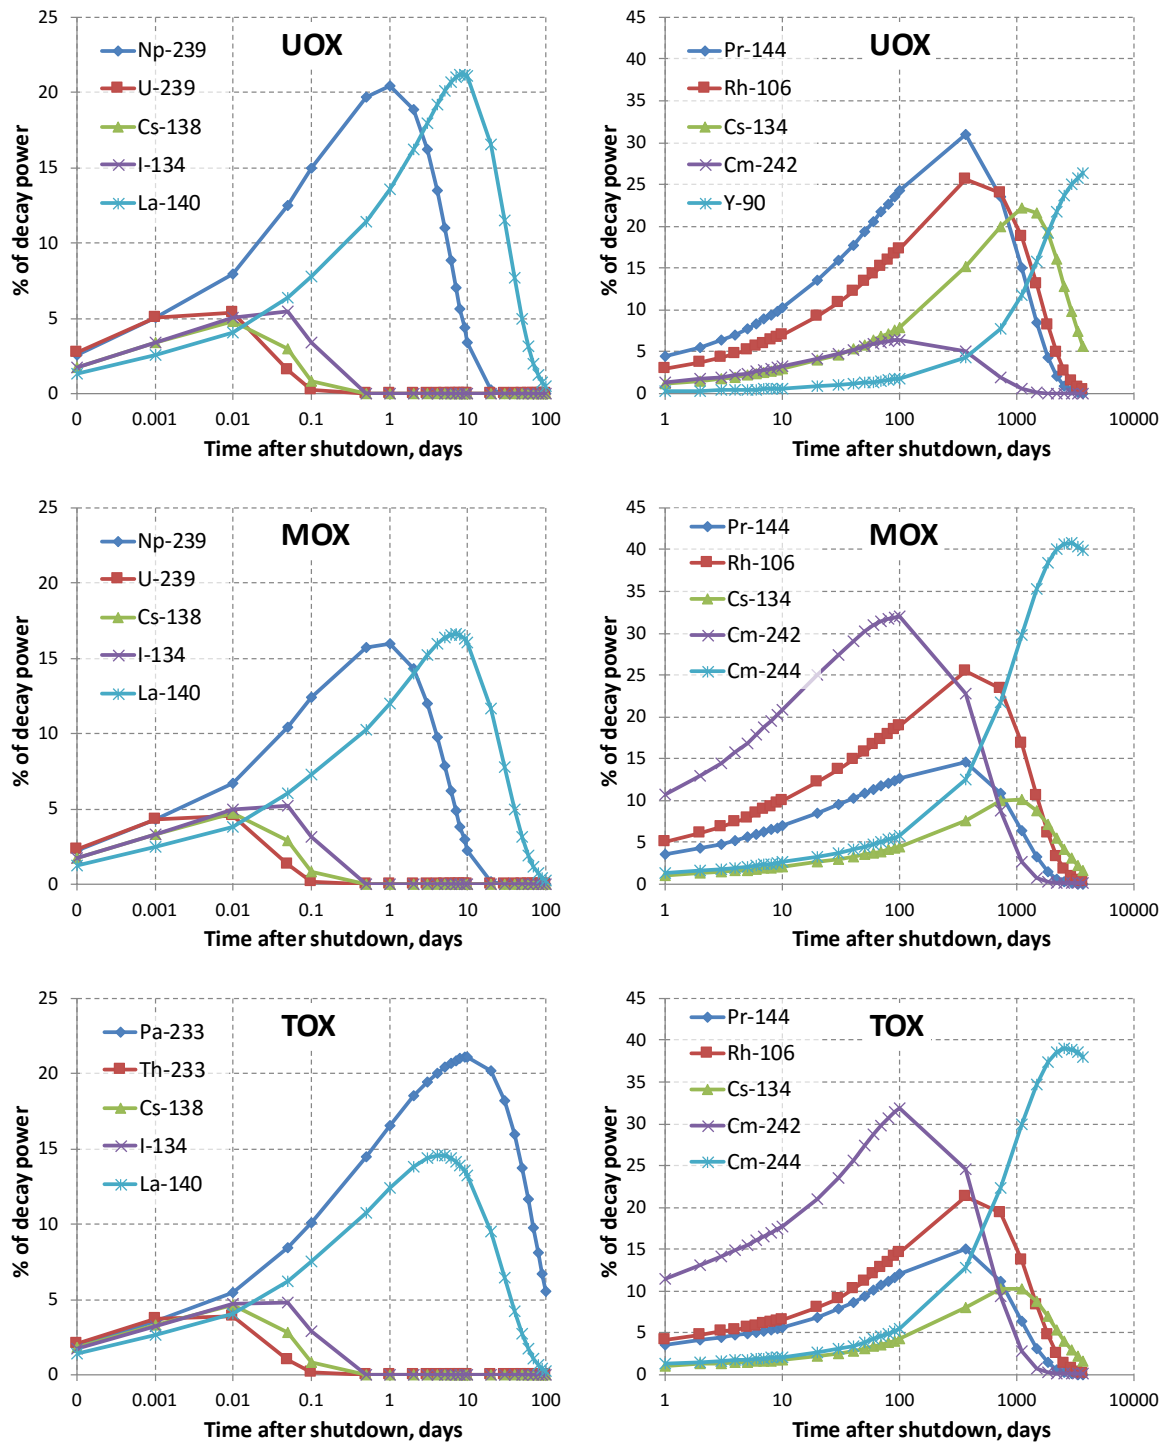 UOX
% of decay power
25
20
15
10
5
0
Np-239
U-239
Cs-138
I-134
La-140
0 0.001 0.01 0.1 1 10 100
Time after shutdown, days
UOX
% of decay power
45
40
35
30
25
20
15
10
5
0
Pr-144
Rh-106
Cs-134
Cm-242
Y-90
1 10 100 1000 10000
Time after shutdown, days
MOX
% of decay power
25
20
15
10
5
0
Np-239
U-239
Cs-138
I-134
La-140
0 0.001 0.01 0.1 1 10 100
Time after shutdown, days
MOX
% of decay power
45
40
35
30
25
20
15
10
5
0
Pr-144
Rh-106
Cs-134
Cm-242
Cm-244
1 10 100 1000 10000
Time after shutdown, days
TOX
% of decay power
25
20
15
10
5
0
Pa-233
Th-233
Cs-138
I-134
La-140
0 0.001 0.01 0.1 1 10 100
Time after shutdown, days
TOX
% of decay power
45
40
35
30
25
20
15
10
5
0
Pr-144
Rh-106
Cs-134
Cm-242
Cm-244
1 10 100 1000 10000
Time after shutdown, days